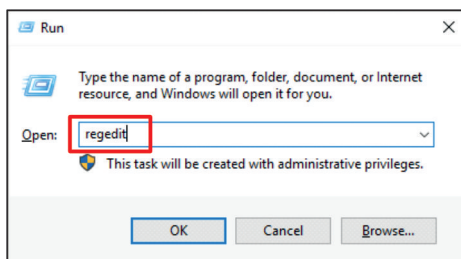 Run
Type the name of a program, folder, document, or Internet
resource, and Windows will open it for you.
Open: regedit
This task will be created with administrative privileges.
OK Cancel Browse...